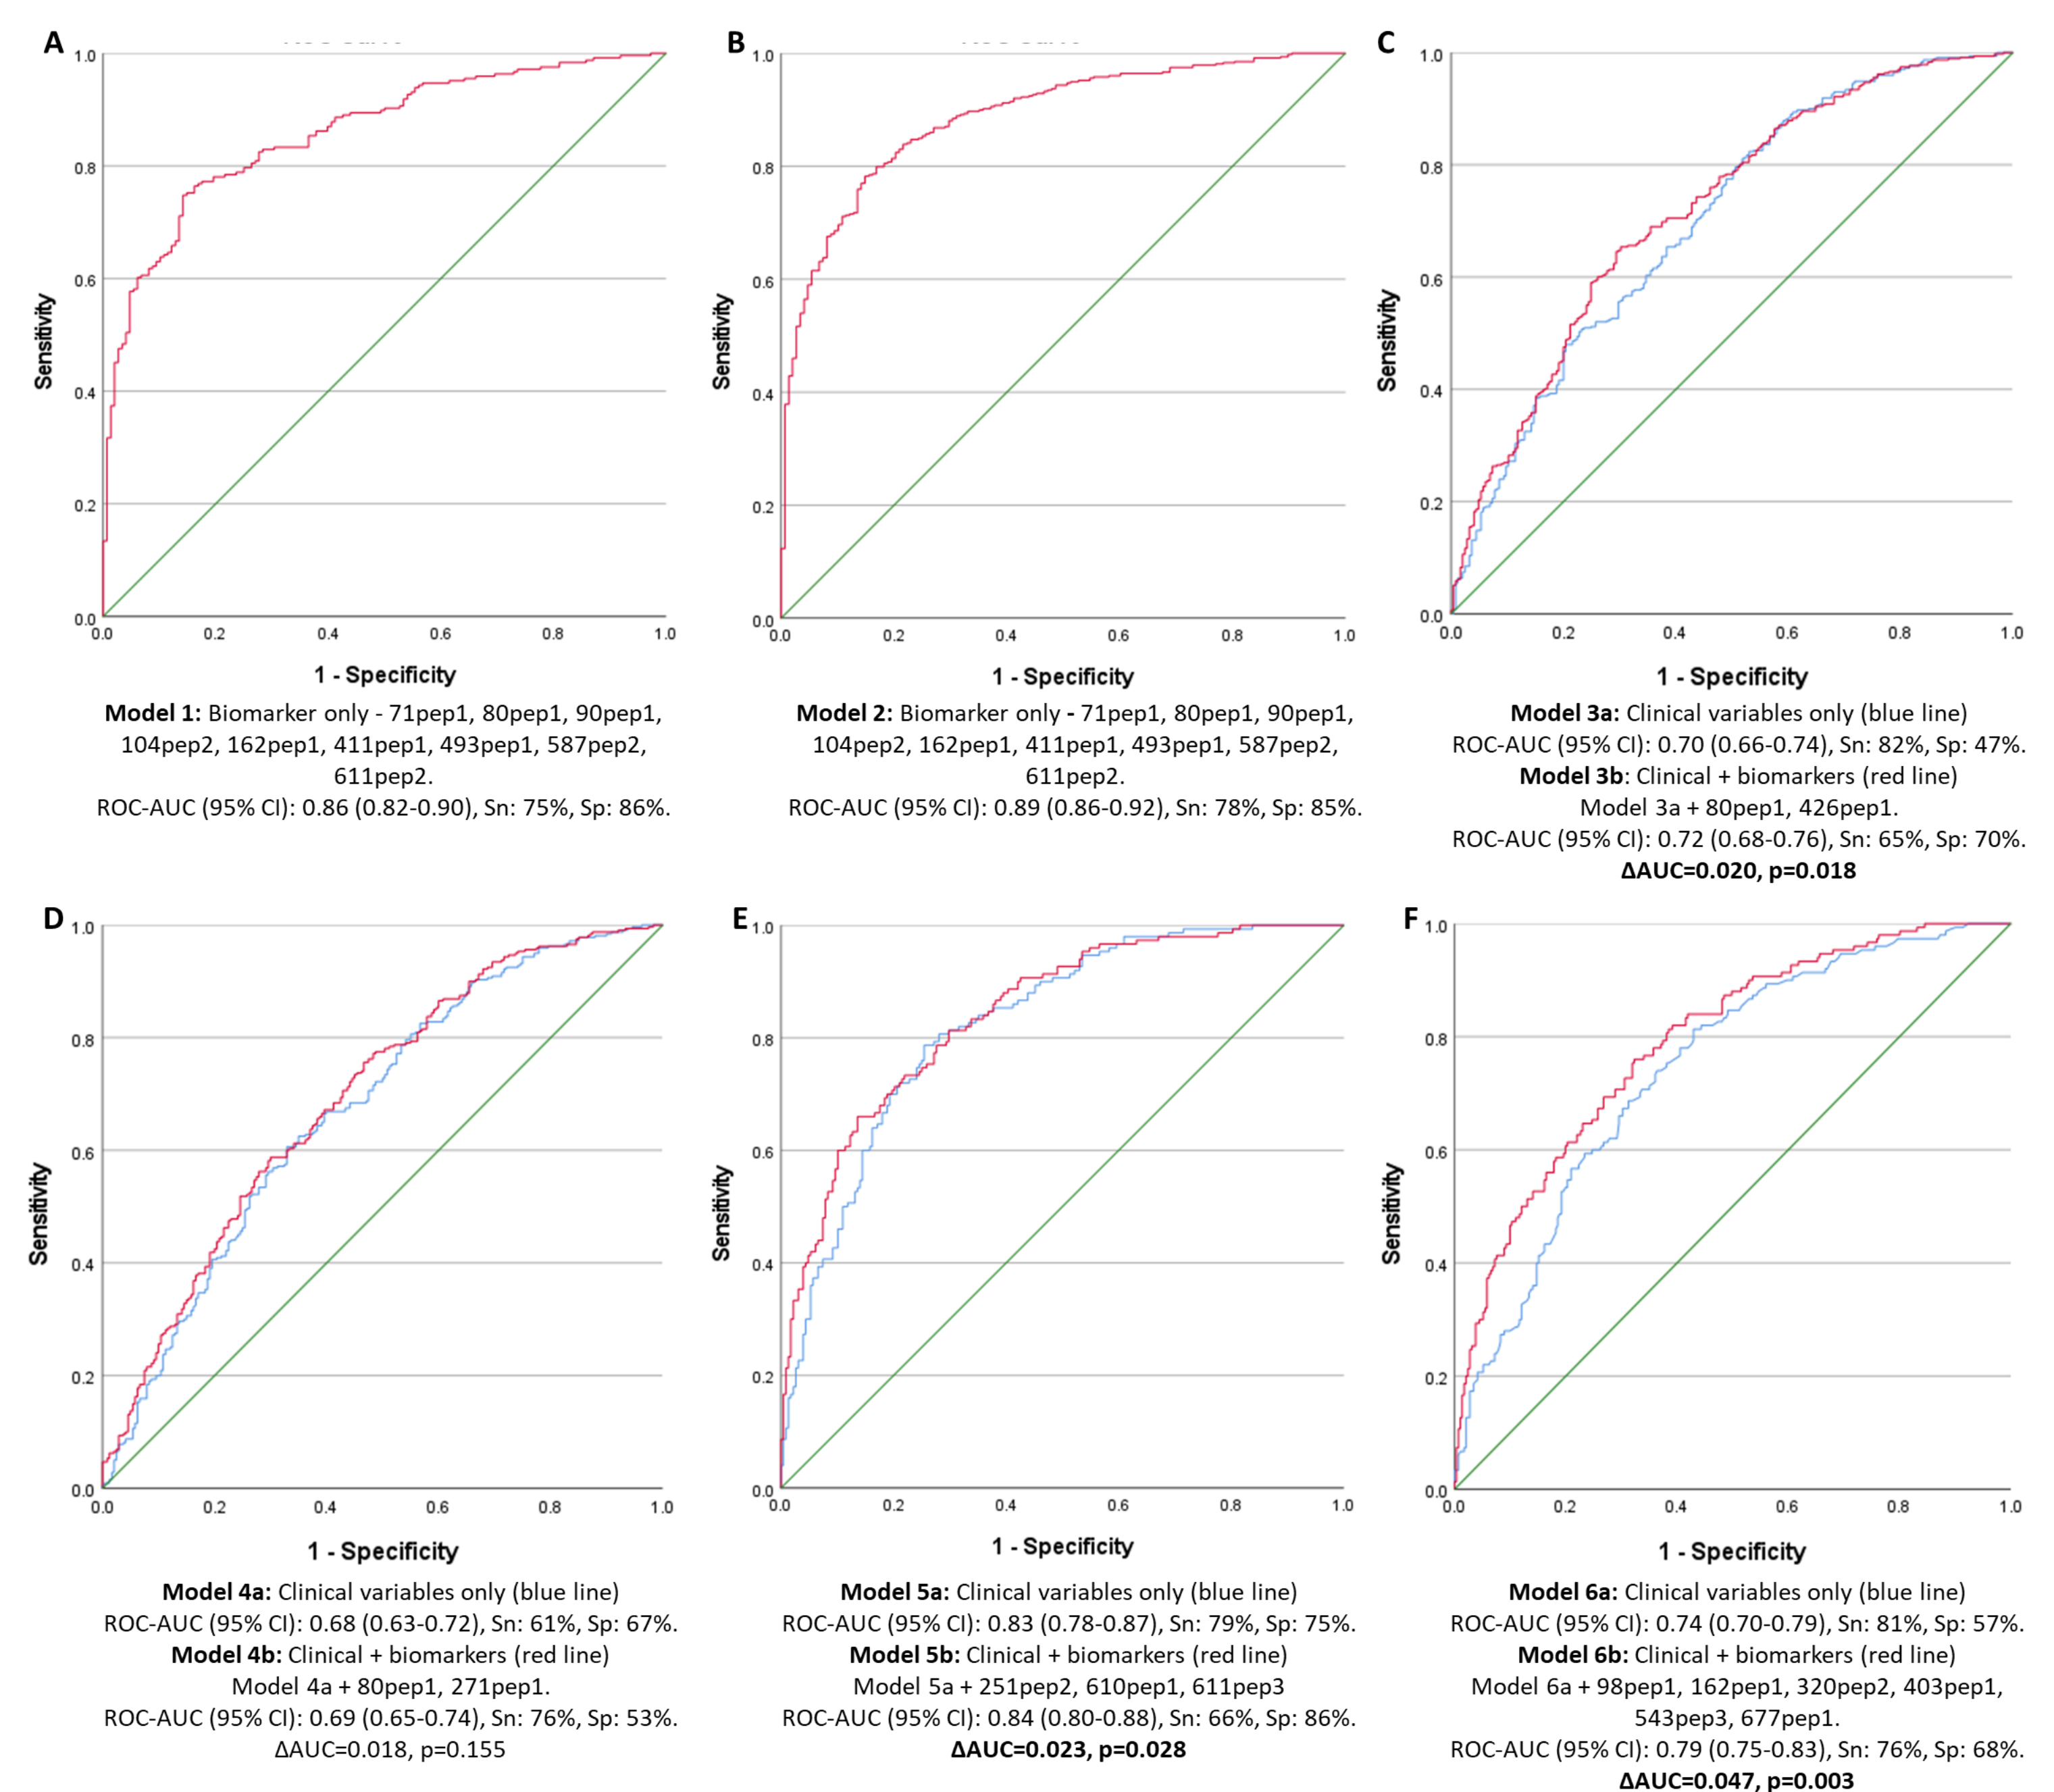 A
1.0
0.8
0.6
0.4
0.2
0.0
Sensitivity
0.0 0.2 0.4 0.6 0.8 1.0
1 - Specificity
Model 1: Biomarker only - 71pep1, 80pep1, 90pep1,
104pep2, 162pep1, 411pep1, 493pep1, 587pep2,
611pep2.
ROC-AUC (95% CI): 0.86 (0.82-0.90), Sn: 75%, Sp: 86%.
B
1.0
0.8
0.6
0.4
0.2
0.0
Sensitivity
0.0 0.2 0.4 0.6 0.8 1.0
1 - Specificity
Model 2: Biomarker only - 71pep1, 80pep1, 90pep1,
104pep2, 162pep1, 411pep1, 493pep1, 587pep2,
611pep2.
ROC-AUC (95% CI): 0.89 (0.86-0.92), Sn: 78%, Sp: 85%.
C
1.0
0.8
0.6
0.4
0.2
0.0
Sensitivity
0.0 0.2 0.4 0.6 0.8 1.0
1 - Specificity
Model 3a: Clinical variables only (blue line)
ROC-AUC (95% CI): 0.70 (0.66-0.74), Sn: 82%, Sp: 47%.
Model 3b: Clinical + biomarkers (red line)
Model 3a + 80pep1, 426pep1.
ROC-AUC (95% CI): 0.72 (0.68-0.76), Sn: 65%, Sp: 70%.
ΔAUC=0.020, p=0.018
D
1.0
0.8
0.6
0.4
0.2
0.0
Sensitivity
0.0 0.2 0.4 0.6 0.8 1.0
1 - Specificity
Model 4a: Clinical variables only (blue line)
ROC-AUC (95% CI): 0.68 (0.63-0.72), Sn: 61%, Sp: 67%.
Model 4b: Clinical + biomarkers (red line)
Model 4a + 80pep1, 271pep1.
ROC-AUC (95% CI): 0.69 (0.65-0.74), Sn: 76%, Sp: 53%.
ΔAUC=0.018, p=0.155
E
1.0
0.8
0.6
0.4
0.2
0.0
Sensitivity
0.0 0.2 0.4 0.6 0.8 1.0
1 - Specificity
Model 5a: Clinical variables only (blue line)
ROC-AUC (95% CI): 0.83 (0.78-0.87), Sn: 79%, Sp: 75%.
Model 5b: Clinical + biomarkers (red line)
Model 5a + 251pep2, 610pep1, 611pep3
ROC-AUC (95% CI): 0.84 (0.80-0.88), Sn: 66%, Sp: 86%.
ΔAUC=0.023, p=0.028
F
1.0
0.8
0.6
0.4
0.2
0.0
Sensitivity
0.0 0.2 0.4 0.6 0.8 1.0
1 - Specificity
Model 6a: Clinical variables only (blue line)
ROC-AUC (95% CI): 0.74 (0.70-0.79), Sn: 81%, Sp: 57%.
Model 6b: Clinical + biomarkers (red line)
Model 6a + 98pep1, 162pep1, 320pep2, 403pep1,
543pep3, 677pep1.
ROC-AUC (95% CI): 0.79 (0.75-0.83), Sn: 76%, Sp: 68%.
ΔAUC=0.047, p=0.003